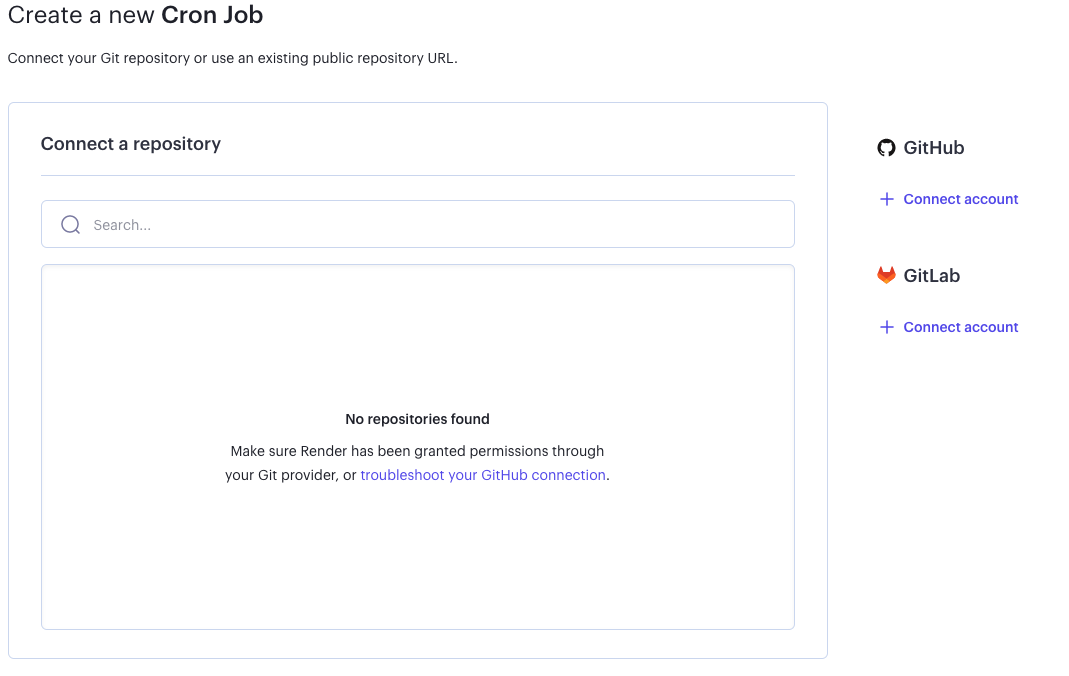 Create a new Cron Job
Connect your Git repository or use an existing public repository URL.
Connect a repository
Search...
No repositories found
Make sure Render has been granted permissions through
your Git provider, or troubleshoot your GitHub connection.
GitHub
Connect account
GitLab
Connect account